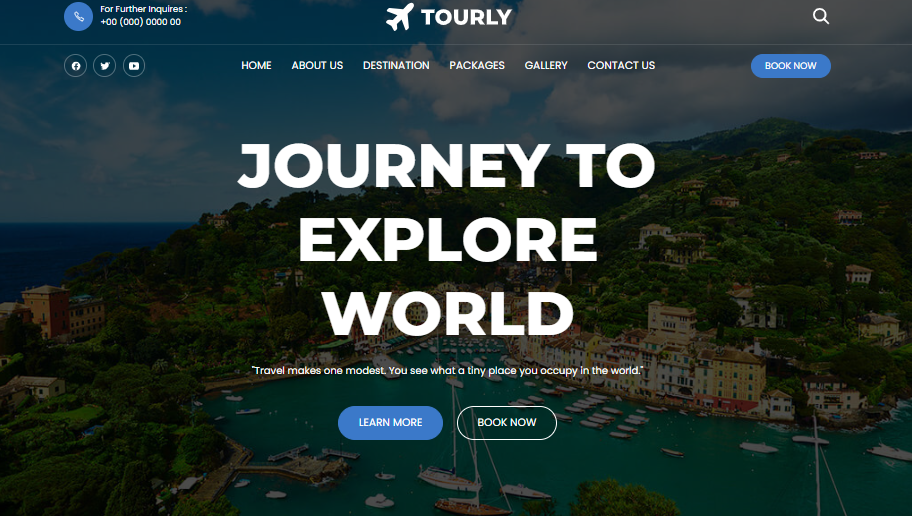 For Further Inquires :
+00 (000) 0000 00
TOURLY
HOME ABOUT US DESTINATION PACKAGES GALLERY CONTACT US
BOOK NOW
JOURNEY TO
EXPLORE
WORLD
"Travel makes one modest. You see what a tiny place you occupy in the world."
LEARN MORE BOOK NOW